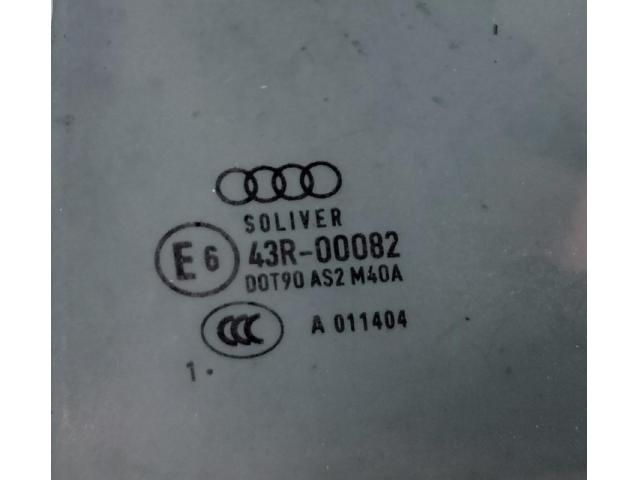 SOLIVER
E6 43R-00082
DOT90 AS2 M40A
CCC A 011404
1.